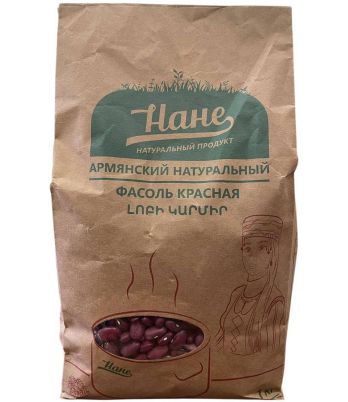 Нане
НАТУРАЛЬНЫЙ ПРОДУКТ
АРМЯНСКИЙ НАТУРАЛЬНЫЙ
ФАСОЛЬ КРАСНАЯ
ԼՈԲԻ ԿԱՐՄԻՐ
Нане